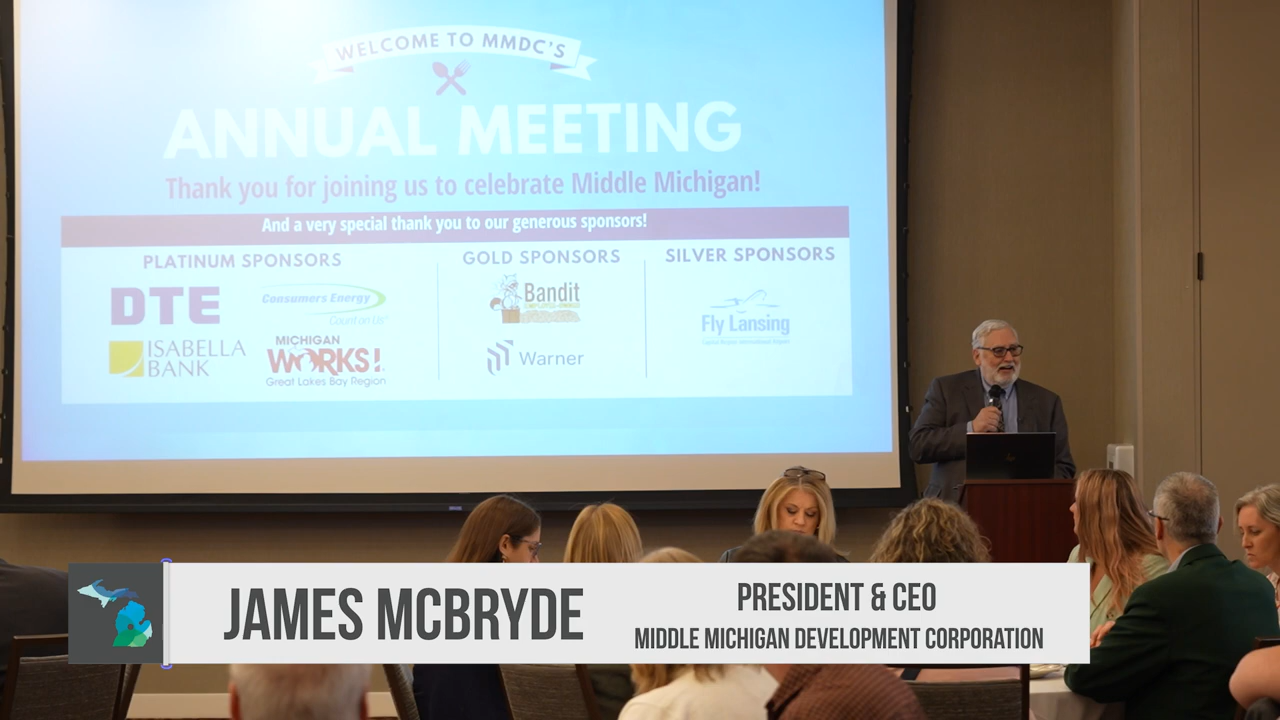 WELCOME TO MMDC'S
ANNUAL MEETING
Thank you for joining us to celebrate Middle Michigan!
And a very special thank you to our generous sponsors!
PLATINUM SPONSORS
GOLD SPONSORS
SILVER SPONSORS
DTE
Consumers Energy
Count on Us
ISABELLA
BANK
MICHIGAN
WORKS!
Great Lakes Bay Region
Bandit
Warner
Fly Lansing
JAMES MCBRYDE
PRESIDENT & CEO
MIDDLE MICHIGAN DEVELOPMENT CORPORATION